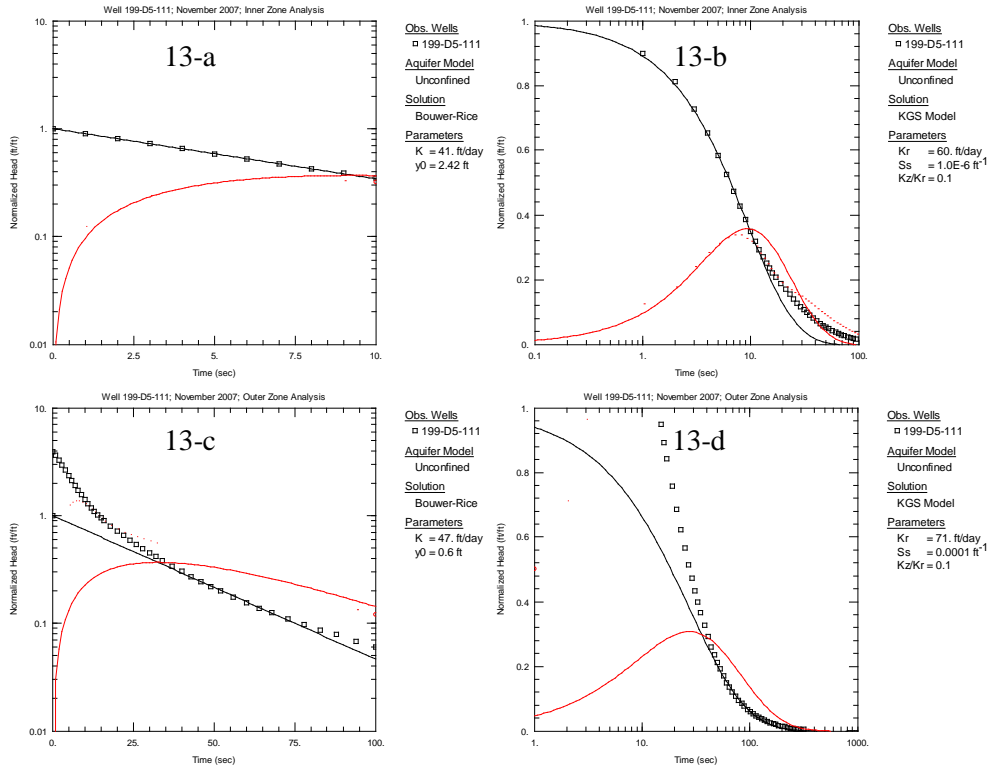 Well 199-D5-111; November 2007; Inner Zone Analysis
13-a
10.
1.
0.1
0.01
0. 2.5 5. 7.5 10.
Time (sec)
Normalized Head (ft/ft)
Obs. Wells
199-D5-111
Aquifer Model
Unconfined
Solution
Bouwer-Rice
Parameters
K = 41. ft/day
y0 = 2.42 ft
Well 199-D5-111; November 2007; Inner Zone Analysis
13-b
1.
0.8
0.6
0.4
0.2
0.
0.1 1. 10. 100.
Time (sec)
Normalized Head (ft/ft)
Obs. Wells
199-D5-111
Aquifer Model
Unconfined
Solution
KGS Model
Parameters
Kr = 60. ft/day
Ss = 1.0E-6 ft-1
Kz/Kr = 0.1
Well 199-D5-111; November 2007; Outer Zone Analysis
13-c
10.
1.
0.1
0.01
0. 25. 50. 75. 100.
Time (sec)
Normalized Head (ft/ft)
Obs. Wells
199-D5-111
Aquifer Model
Unconfined
Solution
Bouwer-Rice
Parameters
K = 47. ft/day
y0 = 0.6 ft
Well 199-D5-111; November 2007; Outer Zone Analysis
13-d
1.
0.8
0.6
0.4
0.2
0.
1. 10. 100. 1000.
Time (sec)
Normalized Head (ft/ft)
Obs. Wells
199-D5-111
Aquifer Model
Unconfined
Solution
KGS Model
Parameters
Kr = 71. ft/day
Ss = 0.0001 ft-1
Kz/Kr = 0.1